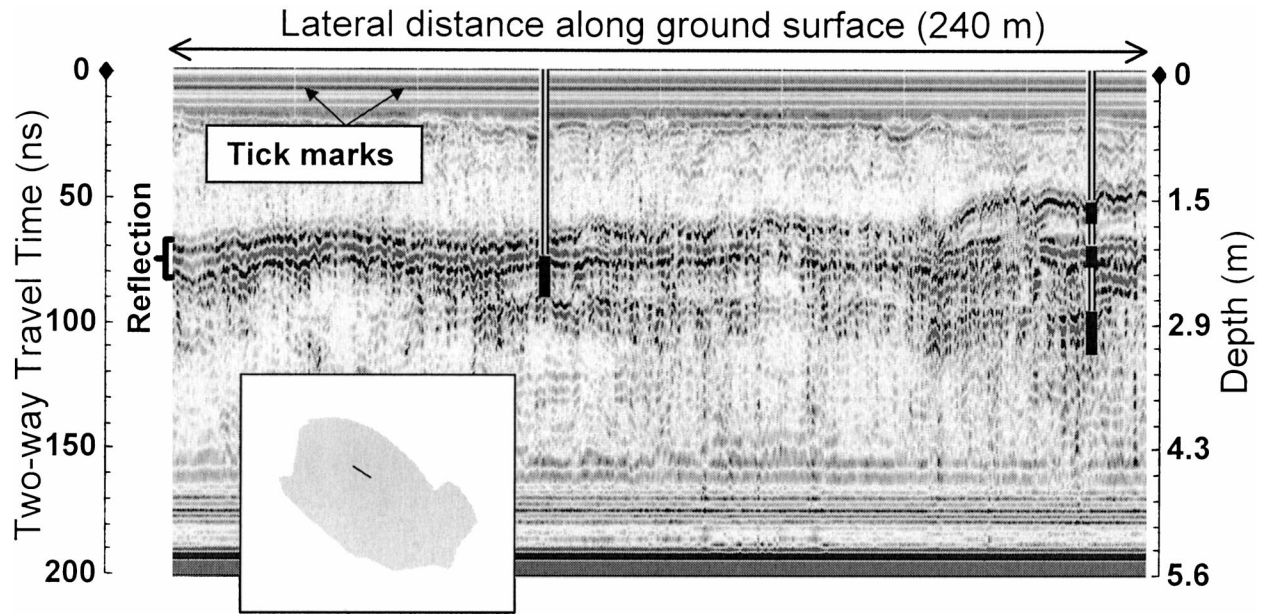 Lateral distance along ground surface (240 m)
0
50
100
150
200
Two-way Travel Time (ns)
Reflection
Tick marks
0
1.5
2.9
4.3
5.6
Depth (m)